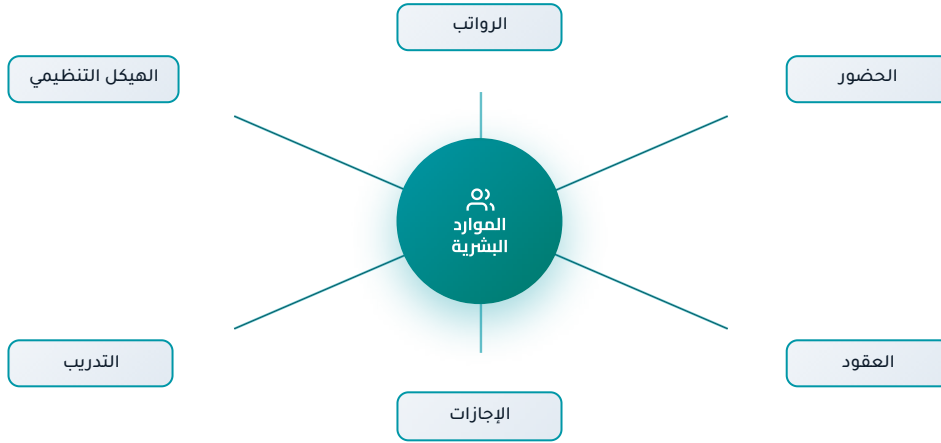 الرواتب
الحضور
الهيكل التنظيمي
الموارد
البشرية
العقود
التدريب
الإجازات